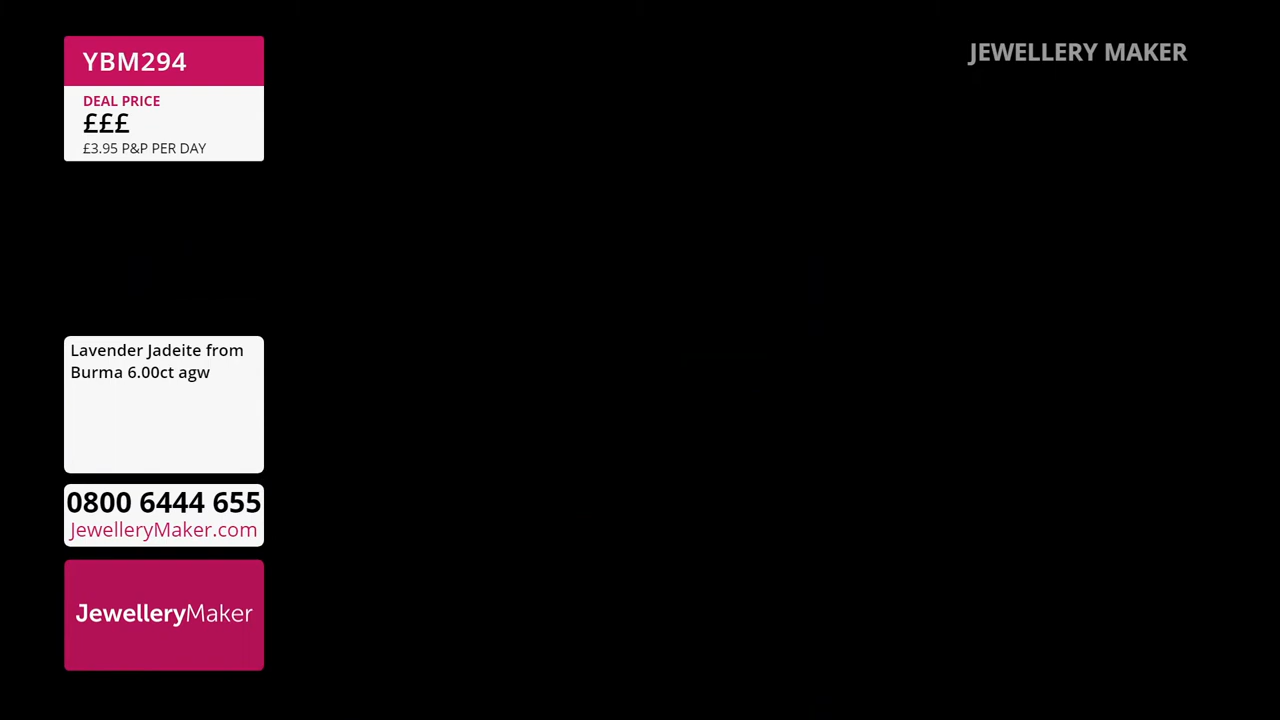 YBM294
DEAL PRICE
£££
£3.95 P&P PER DAY
JEWELLERY MAKER
Lavender Jadeite from
Burma 6.00ct agw
0800 6444 655
JewelleryMaker.com
JewelleryMaker